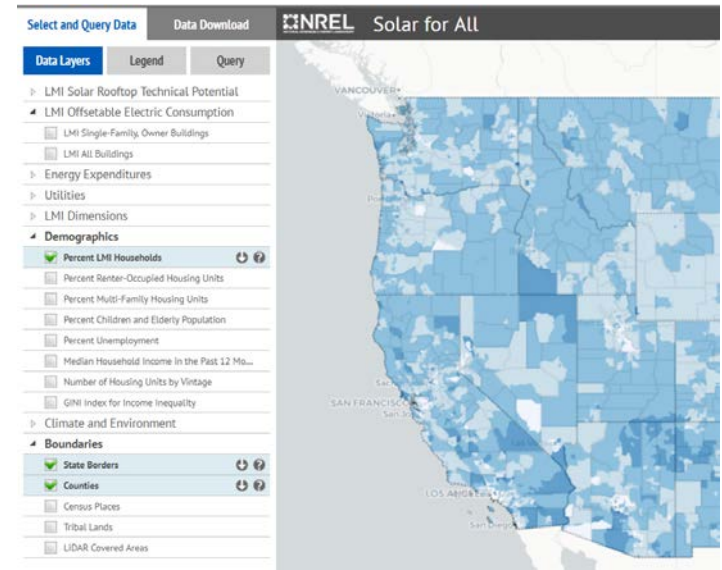 Select and Query Data
Data Download
NREL
Solar for All
Data Layers
Legend
Query
LMI Solar Rooftop Technical Potential
LMI Offsetable Electric Consumption
LMI Single-Family, Owner Buildings
LMI All Buildings
Energy Expenditures
Utilities
LMI Dimensions
Demographics
Percent LMI Households
Percent Renter-Occupied Housing Units
Percent Multi-Family Housing Units
Percent Children and Elderly Population
Percent Unemployment
Median Household Income in the Past 12 Mo...
Number of Housing Units by Vintage
GINI Index for Income Inequality
Climate and Environment
Boundaries
State Borders
Counties
Census Places
Tribal Lands
LIDAR Covered Areas
VANCOUVER
Victoria
SAN FRANCISCO
LOS ANGELES
San Diego